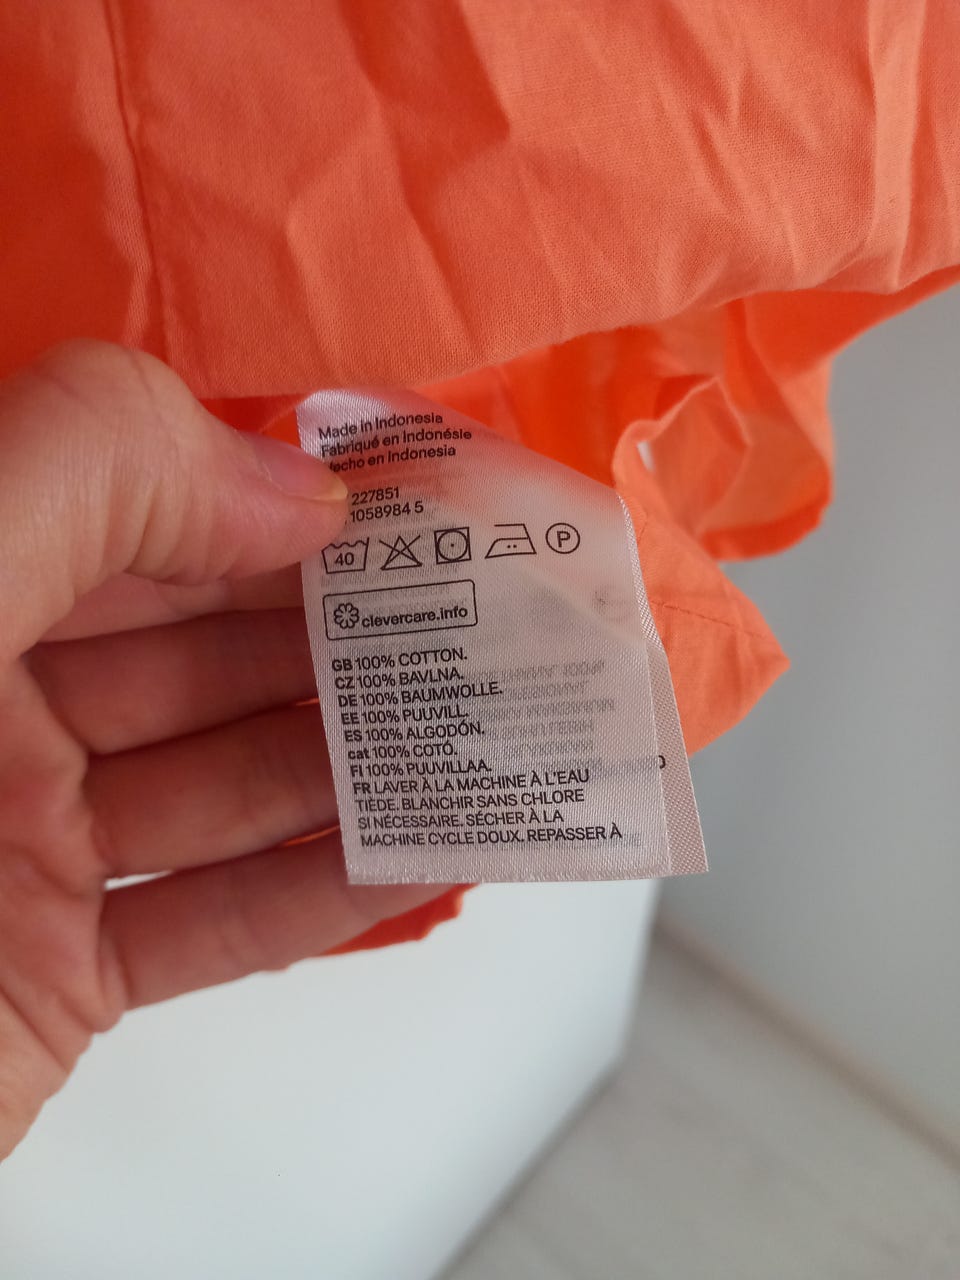 Made in Indonesia
Fabriqué en Indonésie
Hecho en Indonesia
227851
1058984 5
40 P
clevercare.info
GB 100% COTTON.
CZ 100% BAVLNA.
DE 100% BAUMWOLLE.
EE 100% PUUVILL.
ES 100% ALGODÓN.
cat 100% COTÓ.
FI 100% PUUVILLAA.
FR LAVER À LA MACHINE À L'EAU
TIÈDE. BLANCHIR SANS CHLORE
SI NÉCESSAIRE. SÉCHER À LA
MACHINE CYCLE DOUX. REPASSER À